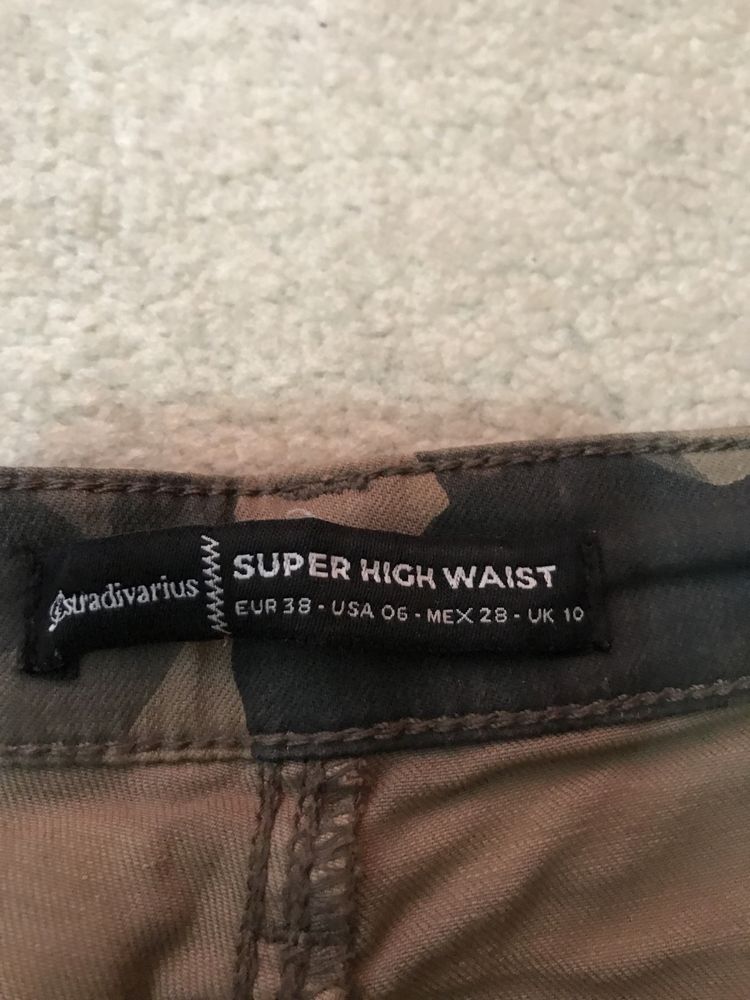 stradivarius
SUPER HIGH WAIST
EUR 38 - USA 06 - MEX 28 - UK 10